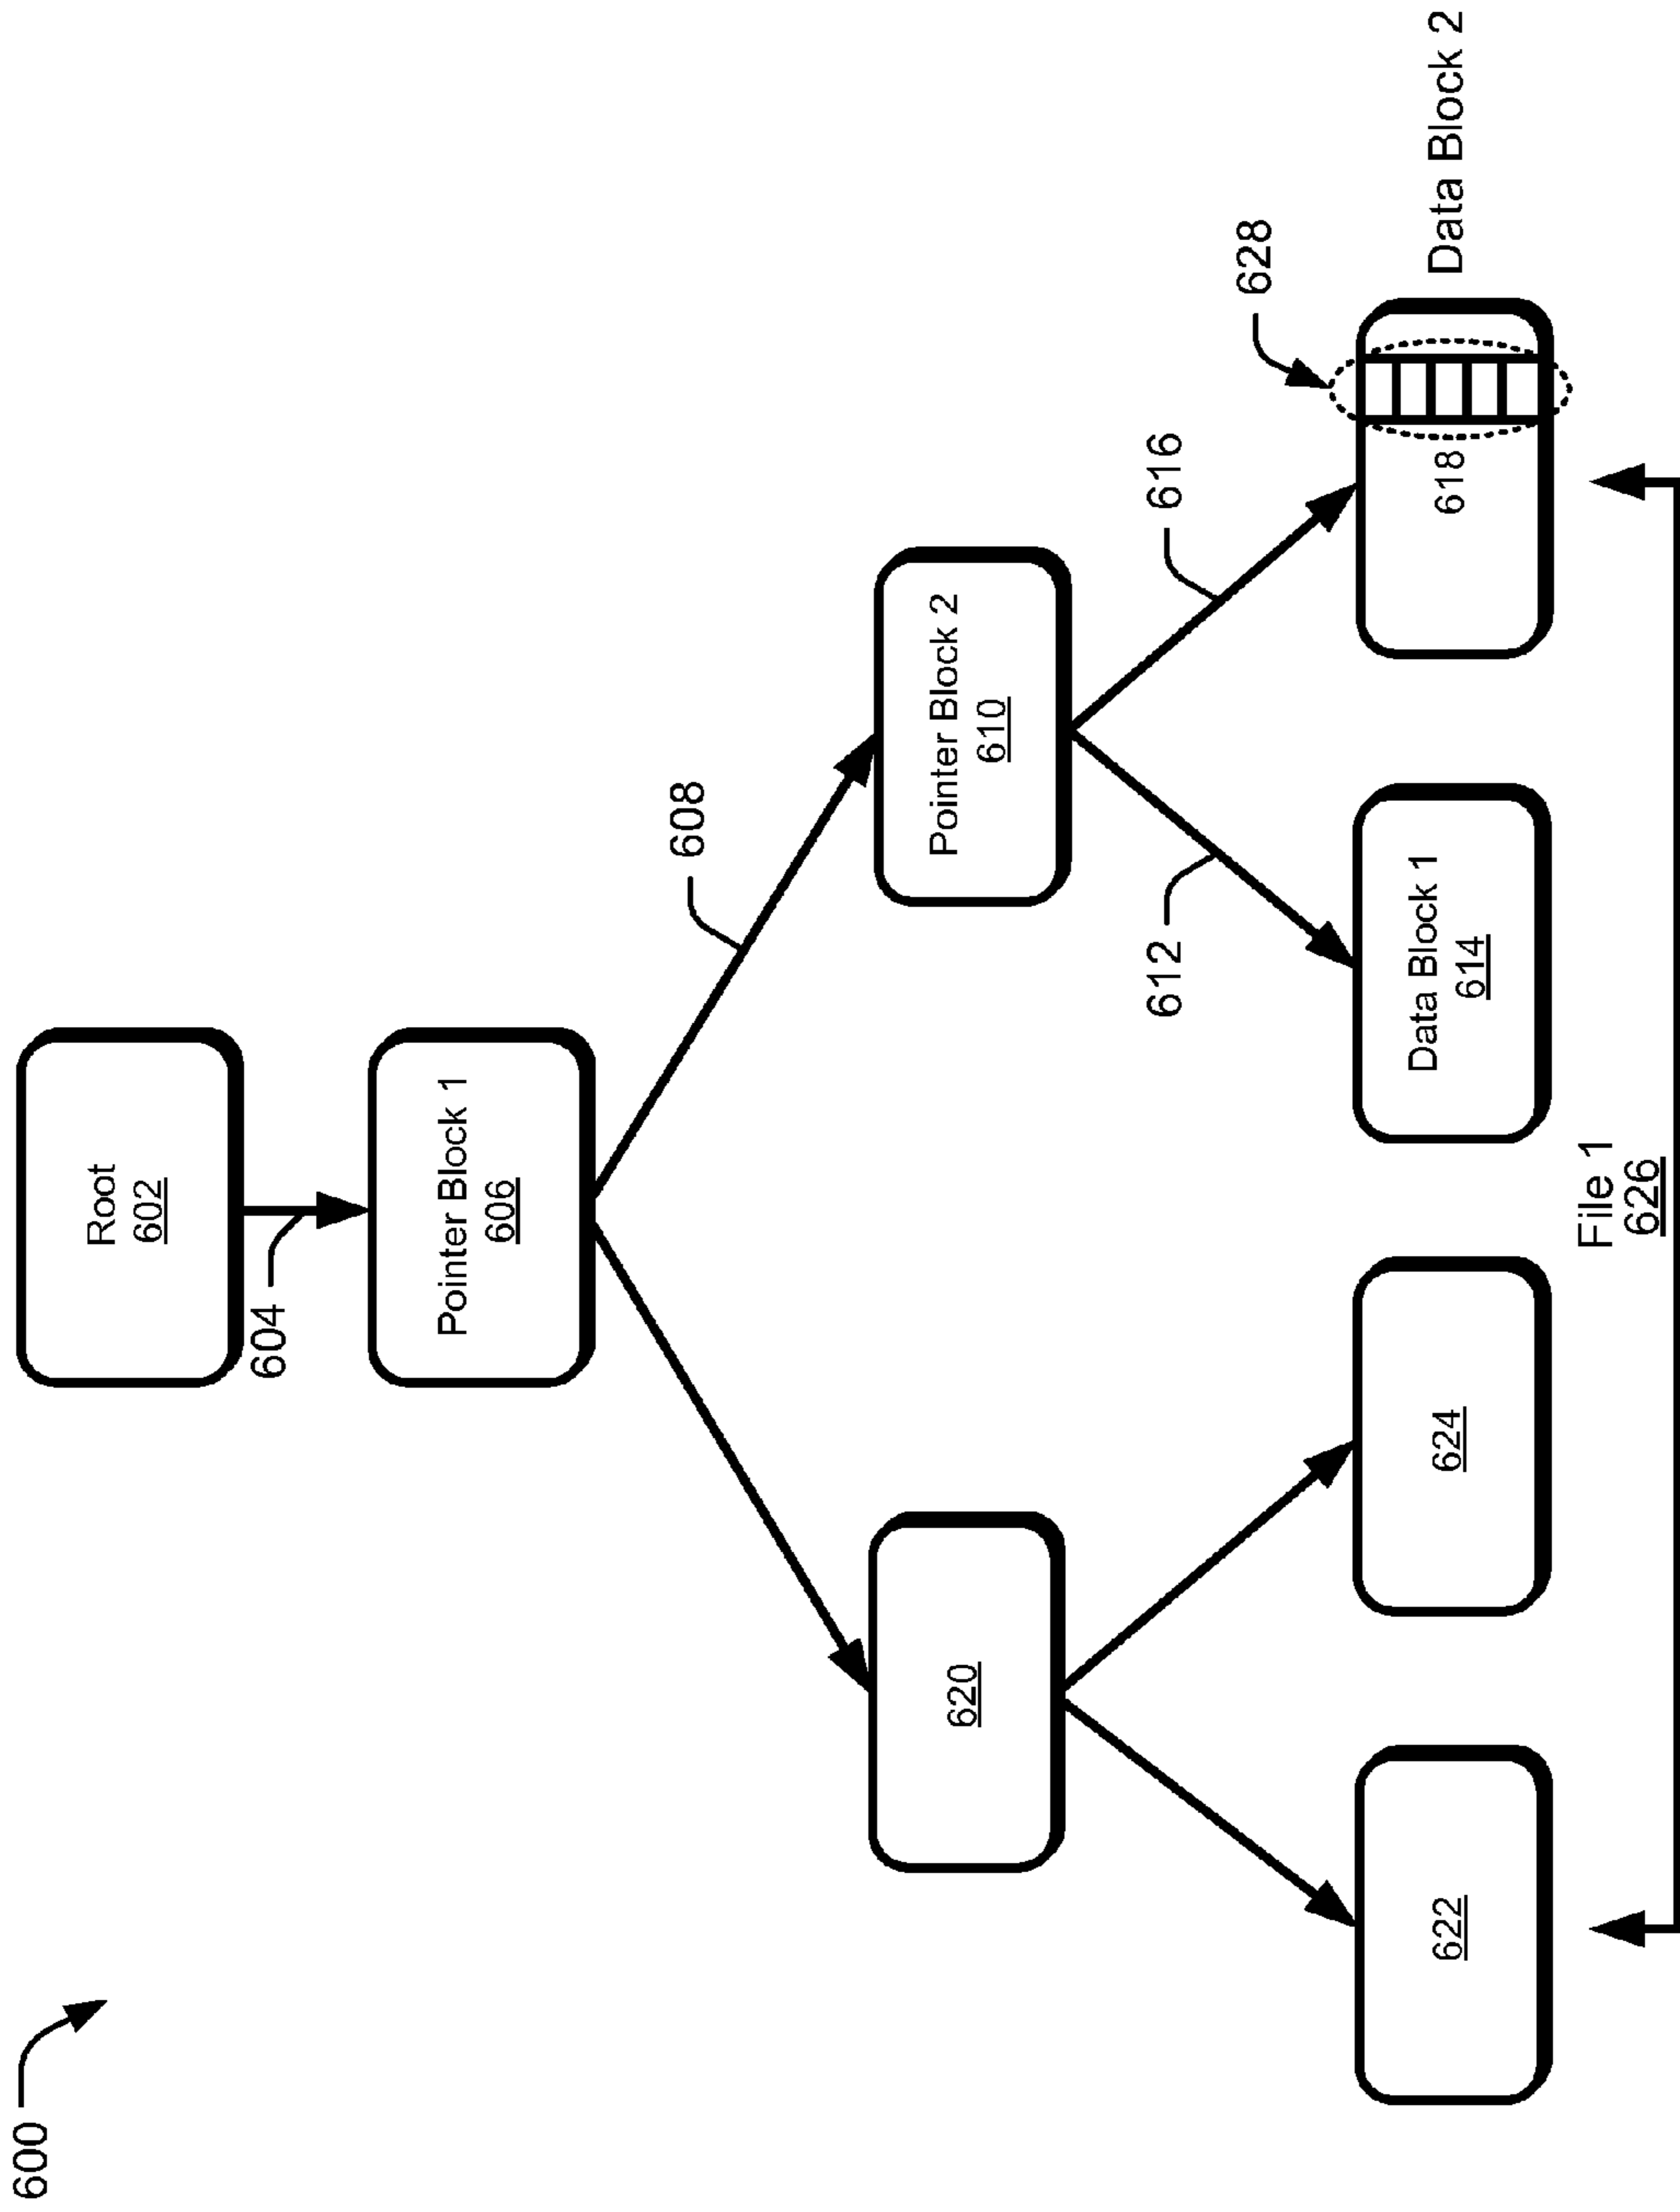 600
Root
602
604
Pointer Block 1
606
608
620
Pointer Block 2
610
612
616
628
622
624
Data Block 1
614
618
Data Block 2
File 1
626